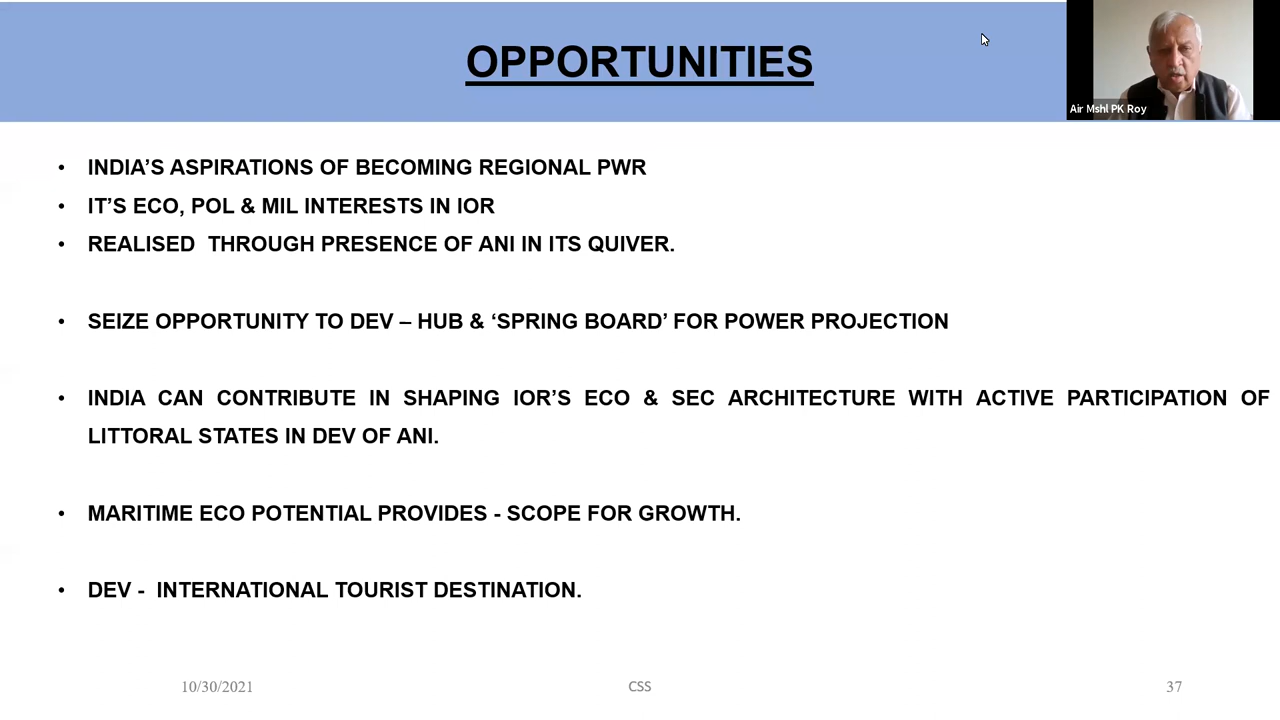 OPPORTUNITIES
Air Mshl PK Roy
• INDIA’S ASPIRATIONS OF BECOMING REGIONAL PWR
• IT’S ECO, POL & MIL INTERESTS IN IOR
• REALISED THROUGH PRESENCE OF ANI IN ITS QUIVER.
• SEIZE OPPORTUNITY TO DEV – HUB & ‘SPRING BOARD’ FOR POWER PROJECTION
• INDIA CAN CONTRIBUTE IN SHAPING IOR’S ECO & SEC ARCHITECTURE WITH ACTIVE PARTICIPATION OF
LITTORAL STATES IN DEV OF ANI.
• MARITIME ECO POTENTIAL PROVIDES - SCOPE FOR GROWTH.
• DEV - INTERNATIONAL TOURIST DESTINATION.
10/30/2021 CSS 37